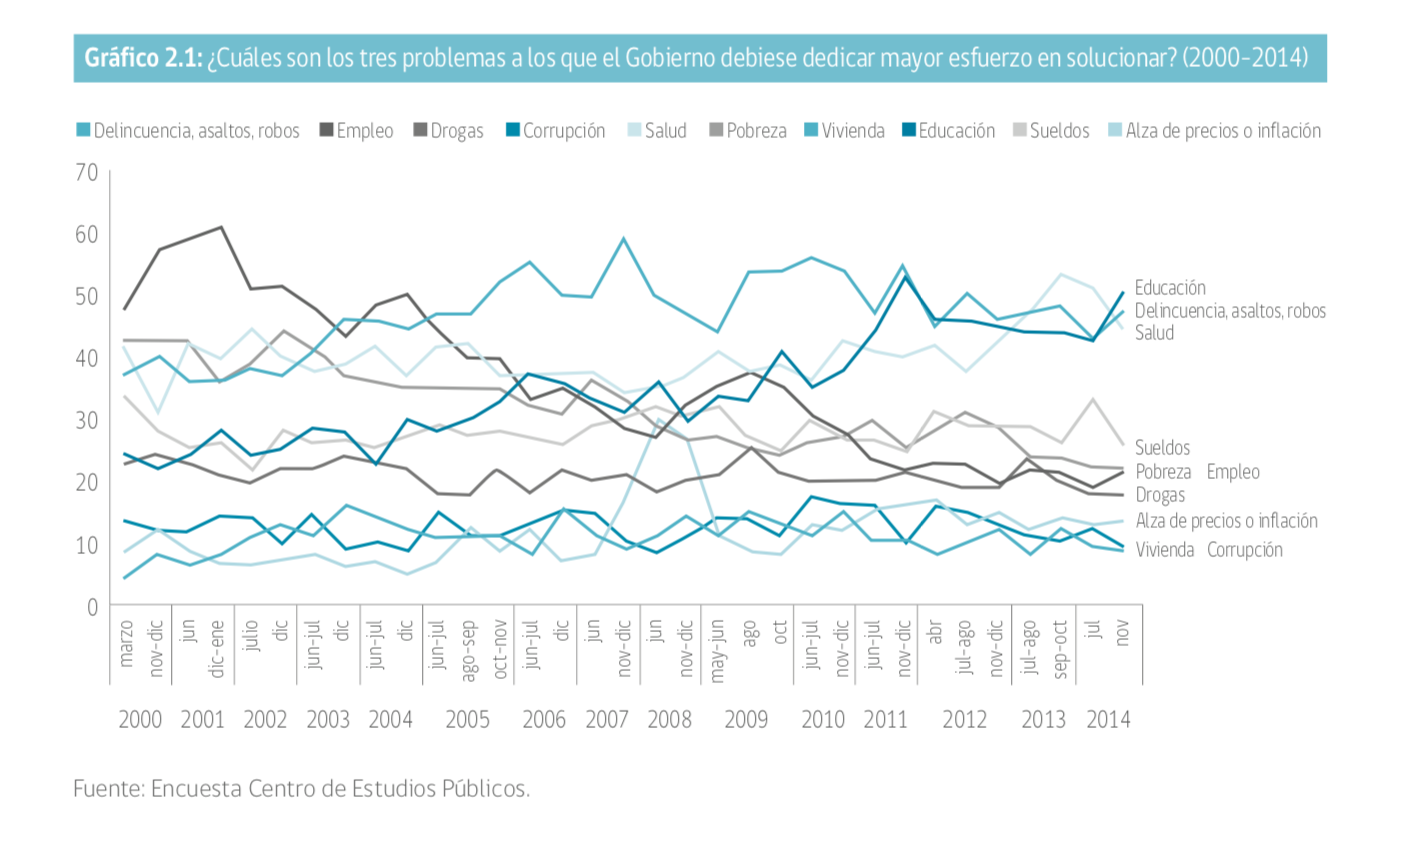 Gráfico 2.1: ¿Cuáles son los tres problemas a los que el Gobierno debiese dedicar mayor esfuerzo en solucionar? (2000–2014)
Delincuencia, asaltos, robos Empleo Drogas Corrupción Salud Pobreza Vivienda Educación Sueldos Alza de precios o inflación
70
60
50
40
30
20
10
0
Educación
Delincuencia, asaltos, robos
Salud
Sueldos
Pobreza Empleo
Drogas
Alza de precios o inflación
Vivienda Corrupción
marzo nov-dic jun dic-ene julio dic jun-jul dic jun-jul dic jun-jul ago-sep oct-nov jun-jul dic jun nov-dic jun nov-dic may-jun ago oct jun-jul nov-dic jun-jul nov-dic abr jul-ago nov-dic jul-ago sep-oct jul nov
2000 2001 2002 2003 2004 2005 2006 2007 2008 2009 2010 2011 2012 2013 2014
Fuente: Encuesta Centro de Estudios Públicos.